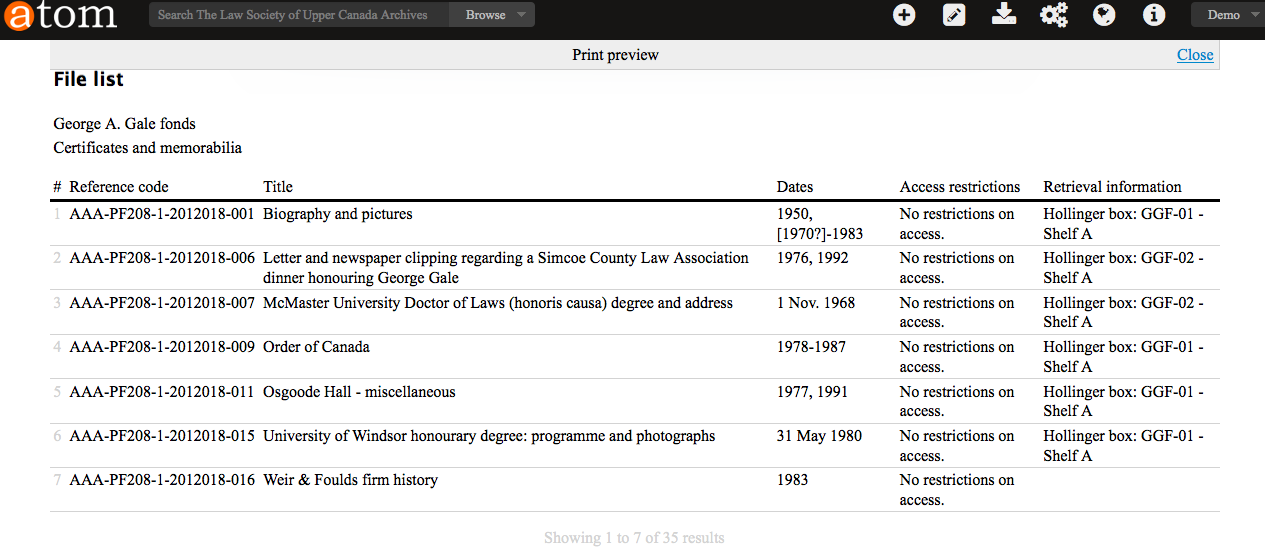 atom Search The Law Society of Upper Canada Archives Browse Demo
Print preview Close
File list
George A. Gale fonds
Certificates and memorabilia
# Reference code Title Dates Access restrictions Retrieval information
1 AAA-PF208-1-2012018-001 Biography and pictures 1950, No restrictions on Hollinger box: GGF-01 -
[1970?]-1983 access. Shelf A
2 AAA-PF208-1-2012018-006 Letter and newspaper clipping regarding a Simcoe County Law Association 1976, 1992 No restrictions on Hollinger box: GGF-02 -
dinner honouring George Gale access. Shelf A
3 AAA-PF208-1-2012018-007 McMaster University Doctor of Laws (honoris causa) degree and address 1 Nov. 1968 No restrictions on Hollinger box: GGF-02 -
access. Shelf A
4 AAA-PF208-1-2012018-009 Order of Canada 1978-1987 No restrictions on Hollinger box: GGF-01 -
access. Shelf A
5 AAA-PF208-1-2012018-011 Osgoode Hall - miscellaneous 1977, 1991 No restrictions on Hollinger box: GGF-01 -
access. Shelf A
6 AAA-PF208-1-2012018-015 University of Windsor honourary degree: programme and photographs 31 May 1980 No restrictions on Hollinger box: GGF-01 -
access. Shelf A
7 AAA-PF208-1-2012018-016 Weir & Foulds firm history 1983 No restrictions on
access.
Showing 1 to 7 of 35 results